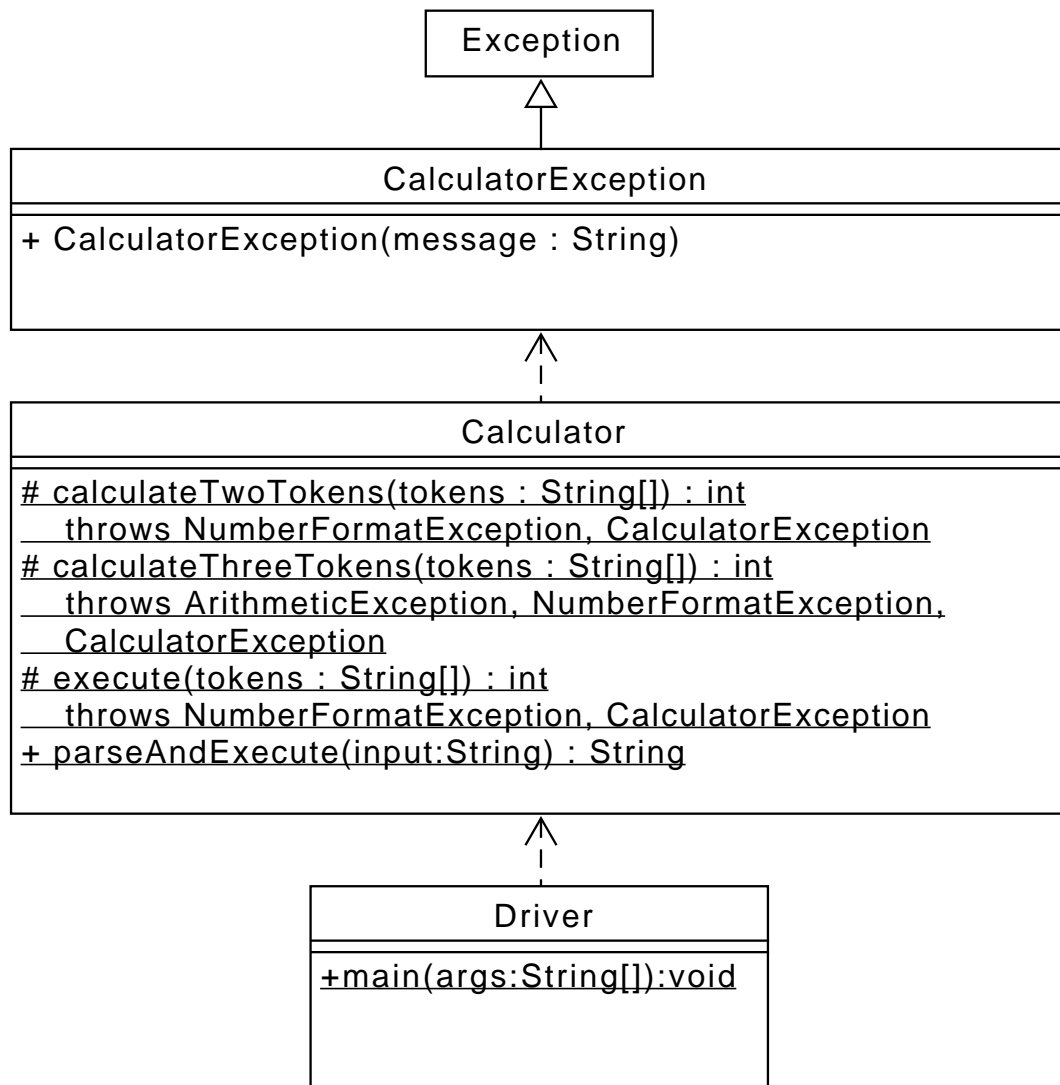 Exception
CalculatorException
+ CalculatorException(message : String)
Calculator
# calculateTwoTokens(tokens : String[]) : int
throws NumberFormatException, CalculatorException
# calculateThreeTokens(tokens : String[]) : int
throws ArithmeticException, NumberFormatException,
CalculatorException
# execute(tokens : String[]) : int
throws NumberFormatException, CalculatorException
+ parseAndExecute(input:String) : String
Driver
+main(args:String[]):void